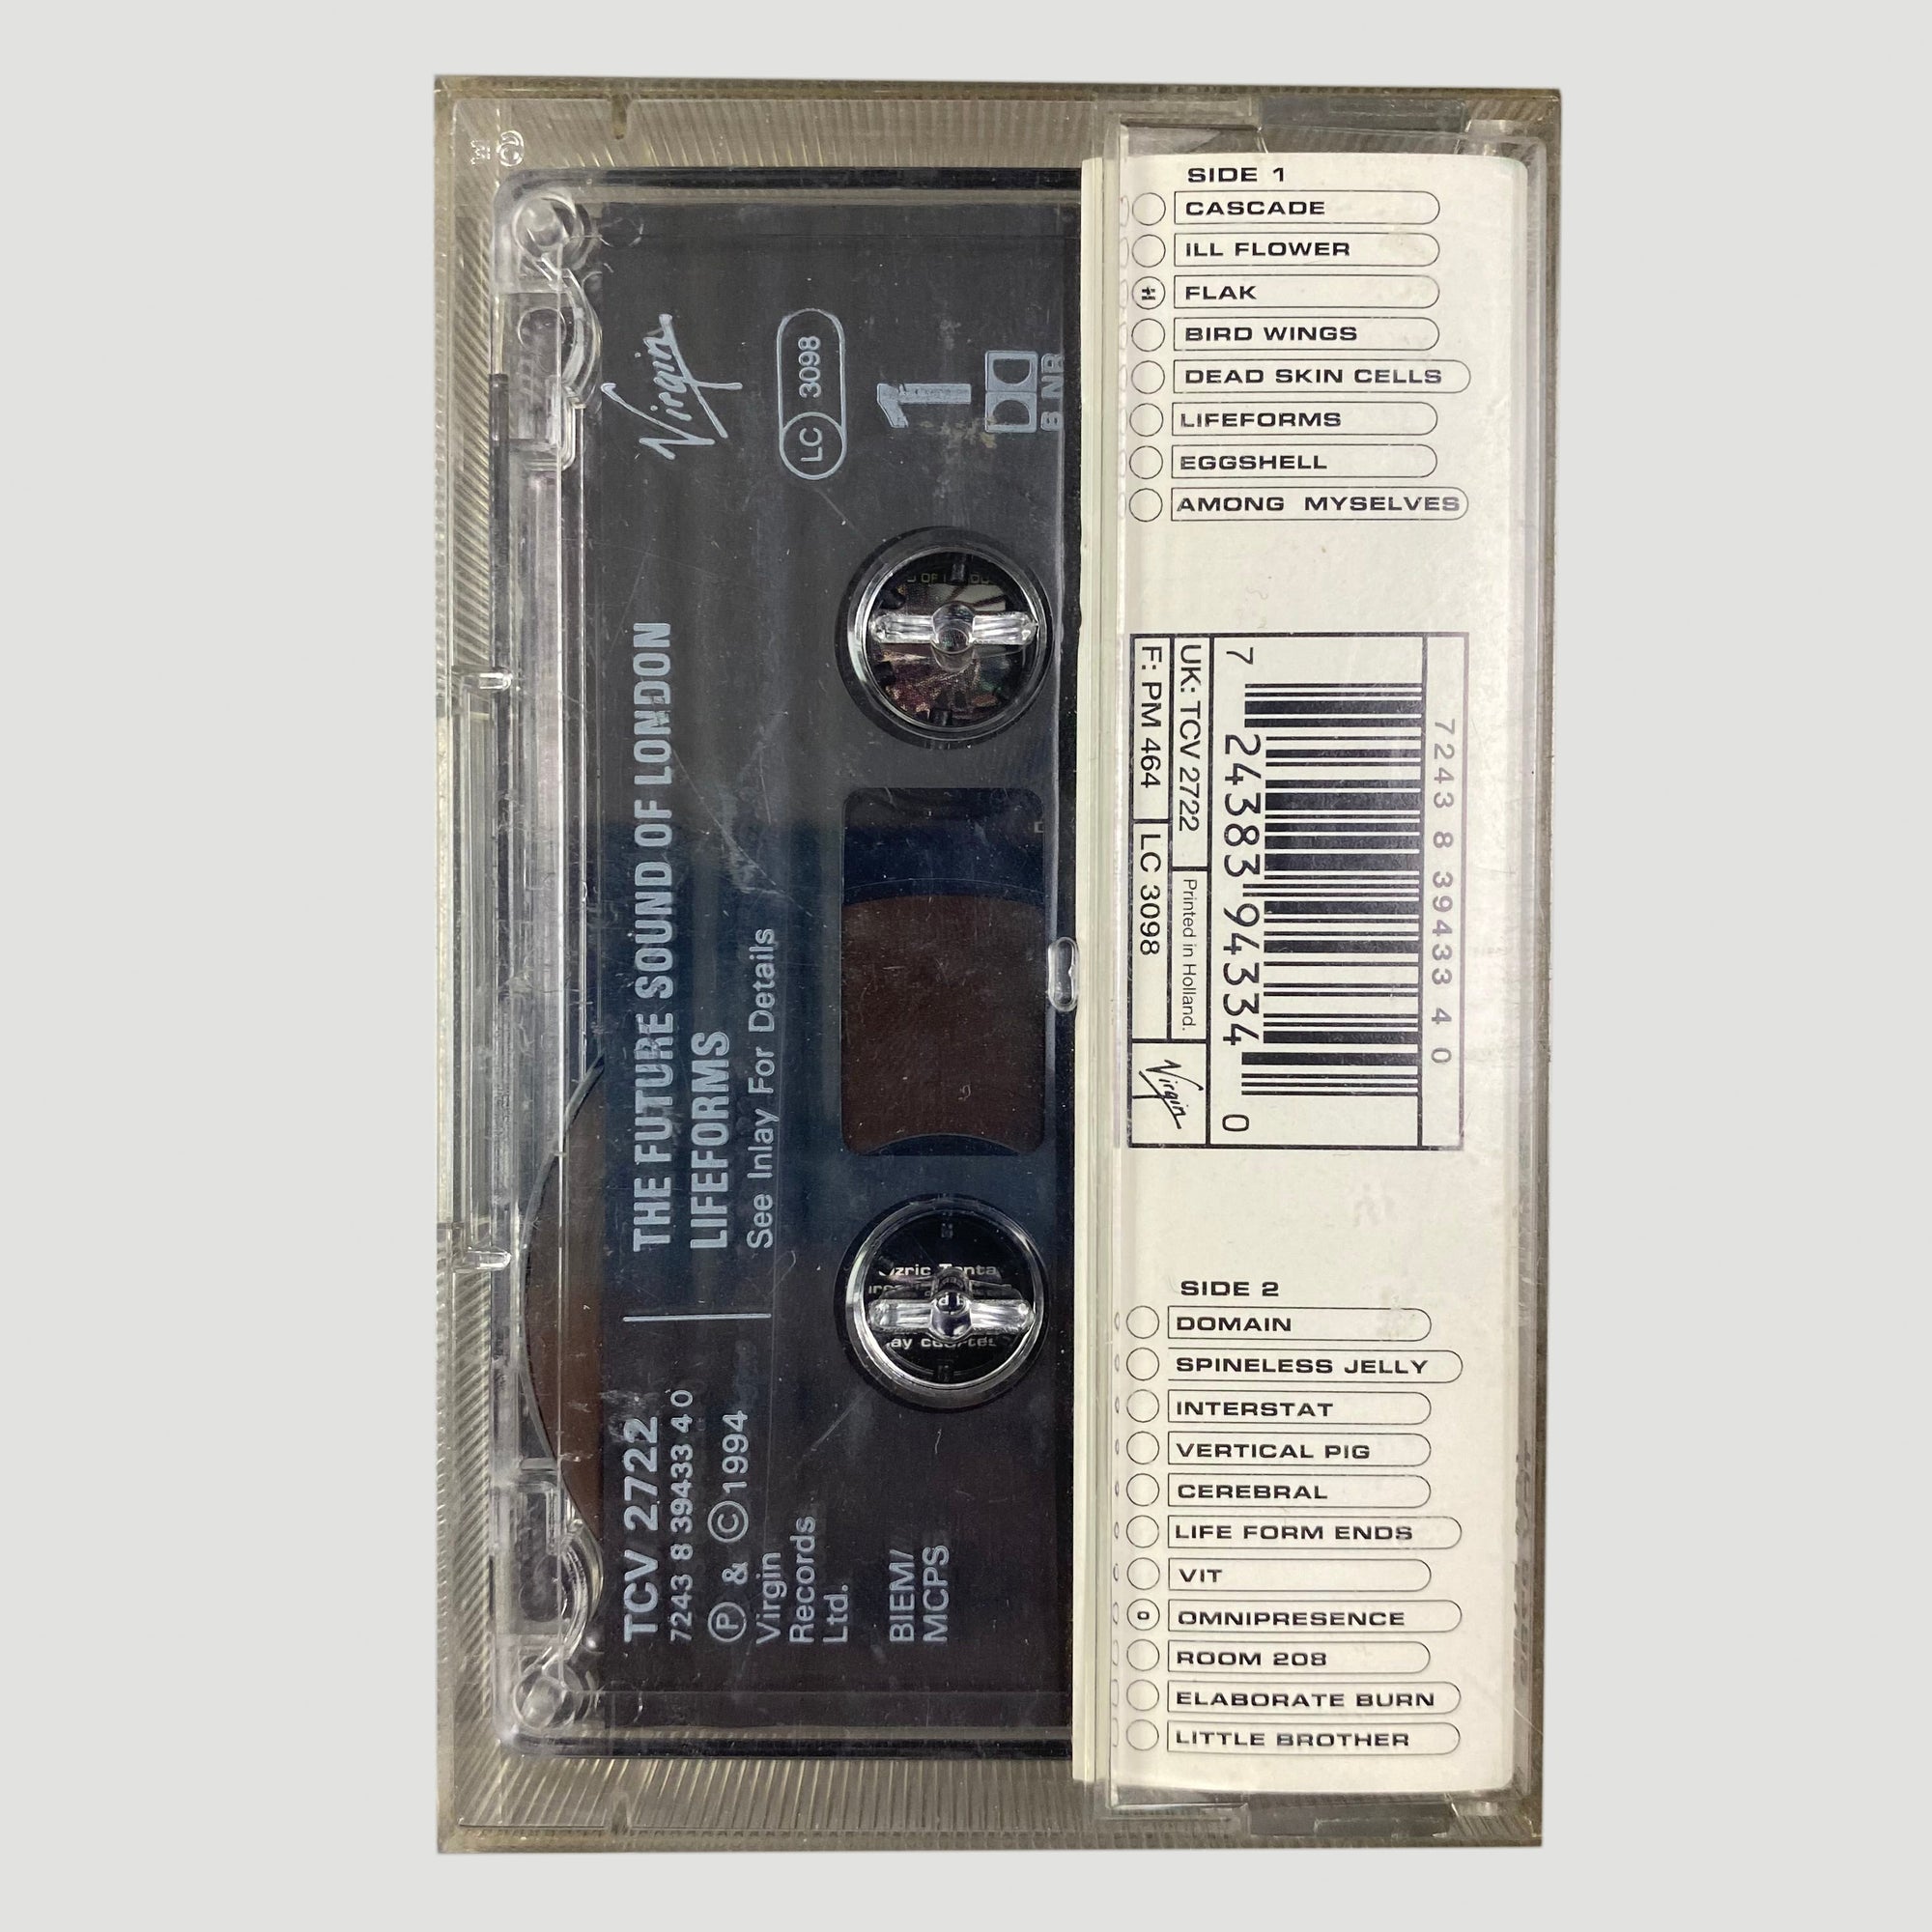 Virgin
LC 3098
1
B NR
THE FUTURE SOUND OF LONDON
LIFEFORMS
See Inlay For Details
TCV 2722
7243 8 39433 4 0
Ⓟ & ©1994
Virgin
Records
Ltd.
BIEM/
MCPS
SIDE 1
CASCADE
ILL FLOWER
FLAK
BIRD WINGS
DEAD SKIN CELLS
LIFEFORMS
EGGSHELL
AMONG MYSELVES
7243 8 39433 4 0
7 24383 94334 0
UK: TCV 2722
Printed in Holland.
F: PM 464
LC 3098
Virgin
SIDE 2
DOMAIN
SPINELESS JELLY
INTERSTAT
VERTICAL PIG
CEREBRAL
LIFE FORM ENDS
VIT
OMNIPRESENCE
ROOM 208
ELABORATE BURN
LITTLE BROTHER